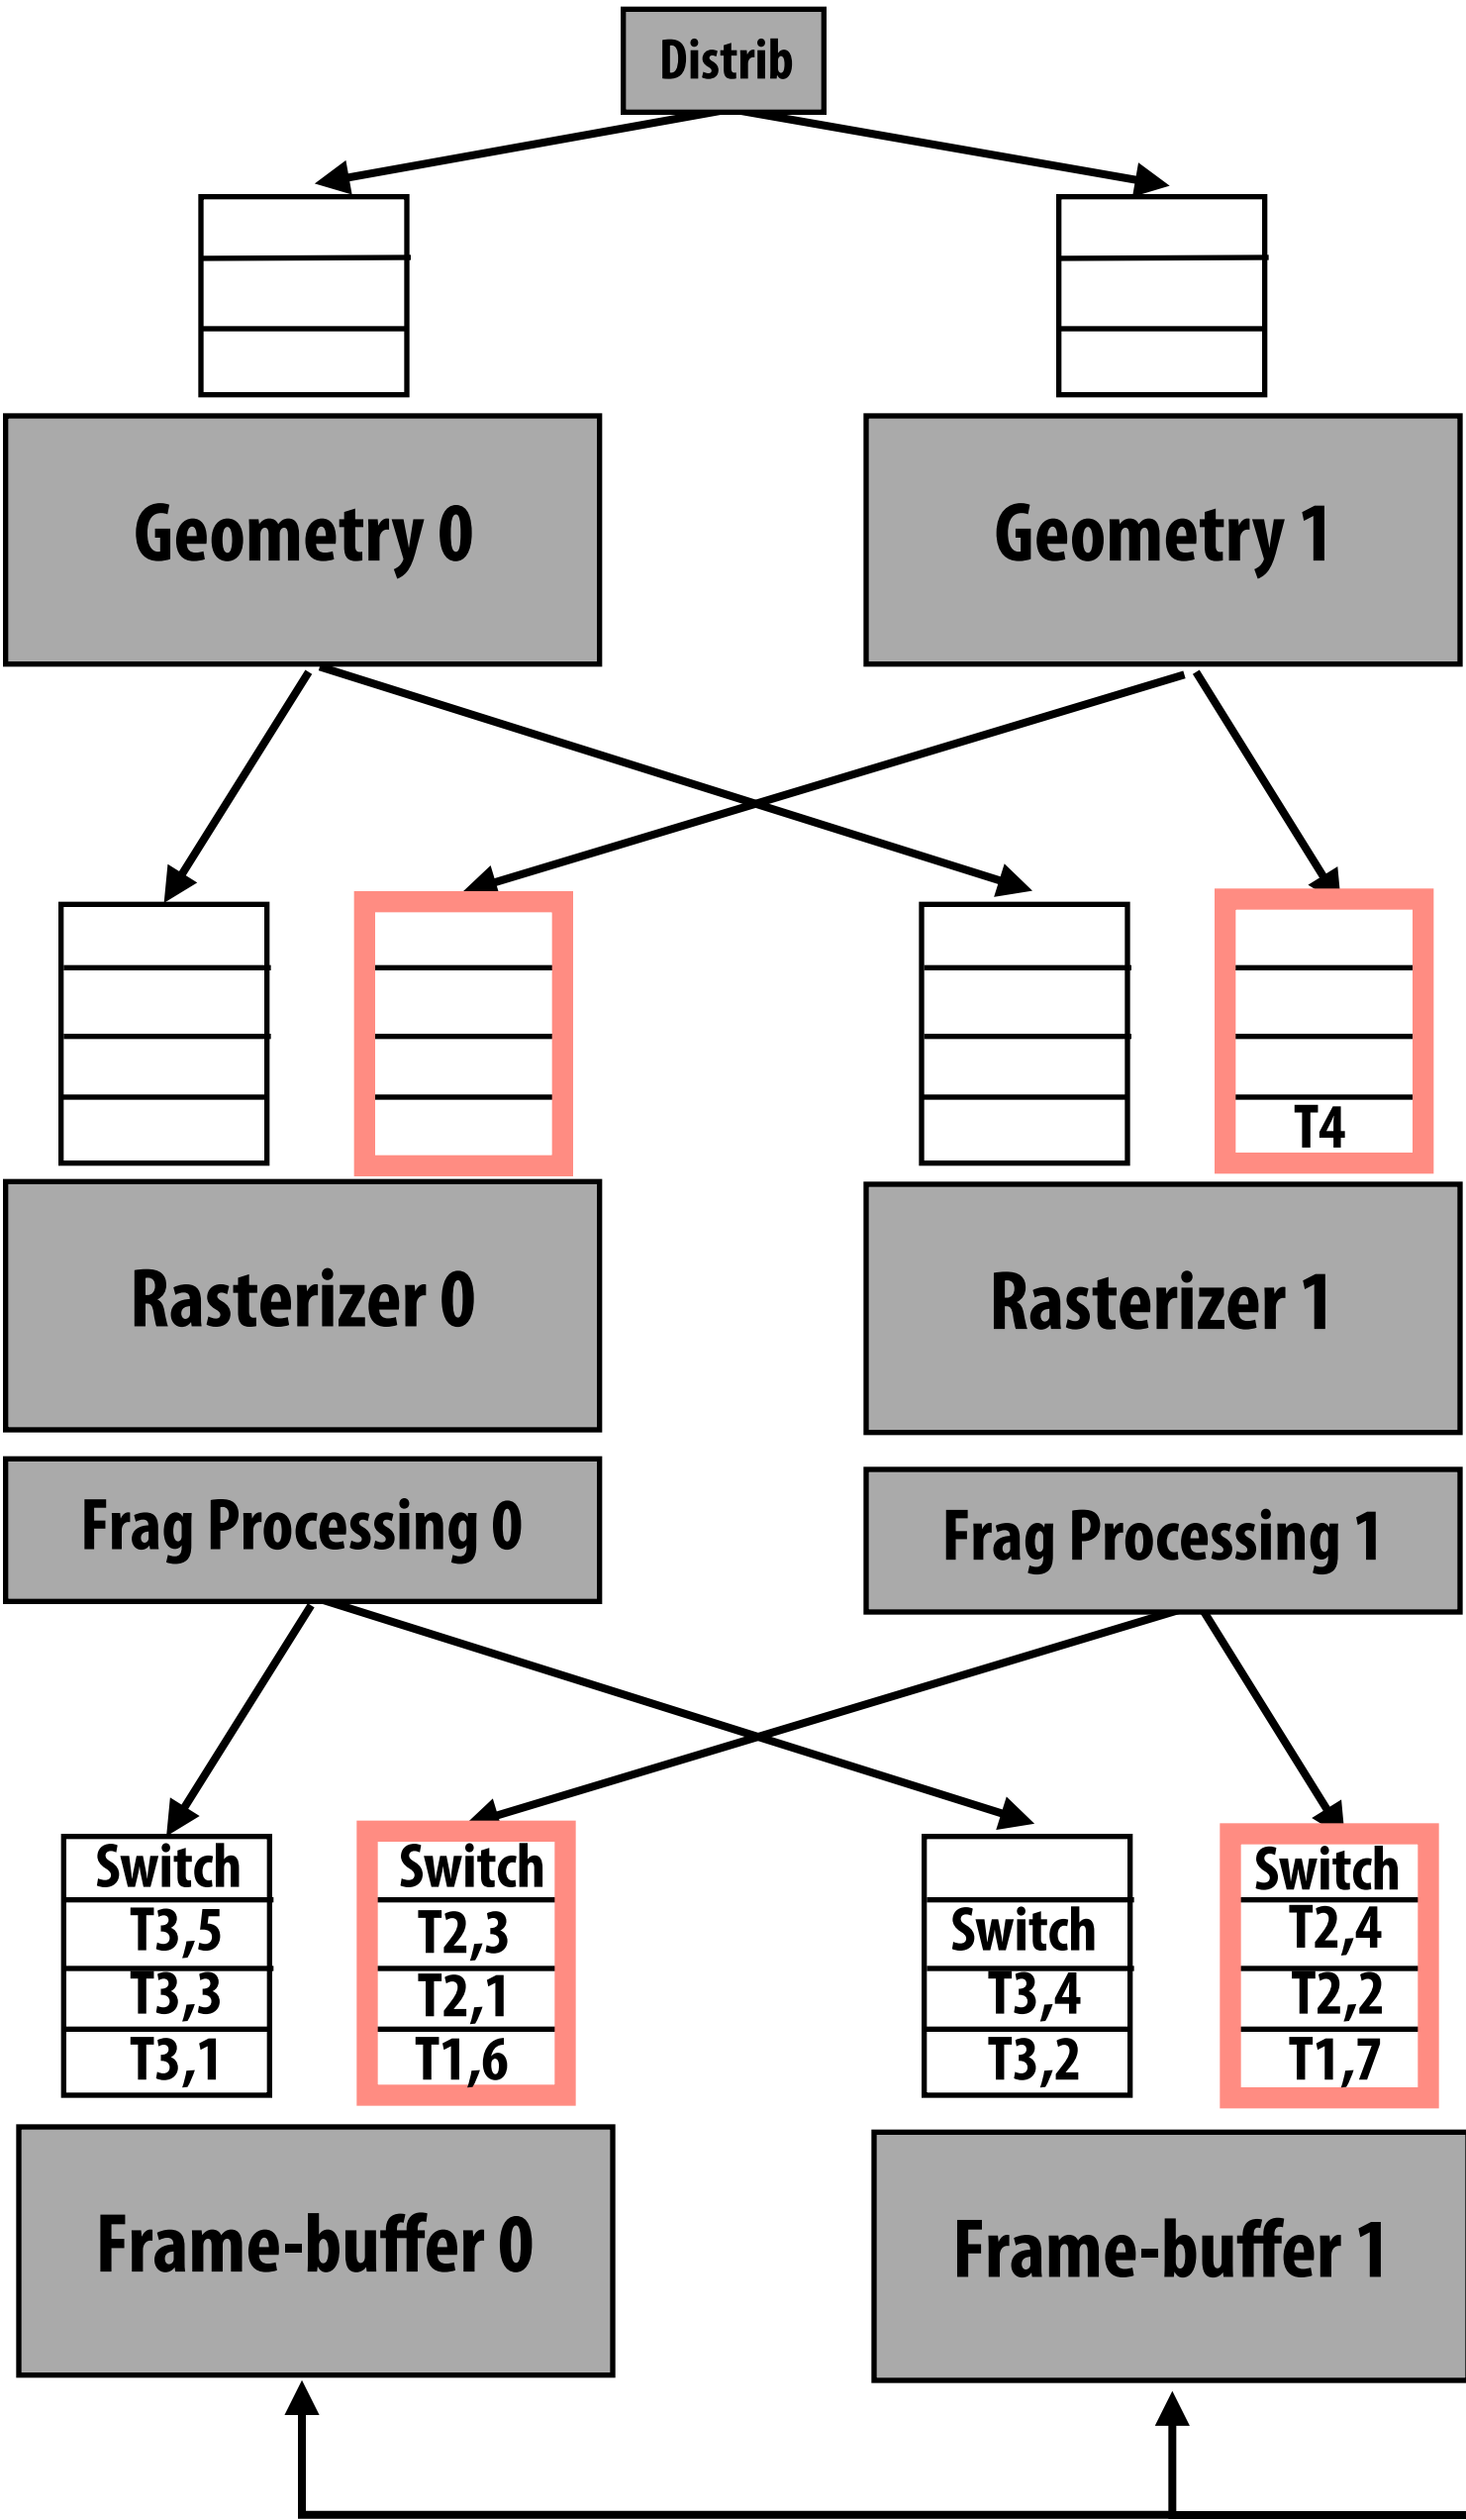 Distrib
Geometry 0
Geometry 1
T4
Rasterizer 0
Rasterizer 1
Frag Processing 0
Frag Processing 1
Switch
T3,5
T3,3
T3,1
Switch
T2,3
T2,1
T1,6
Switch
T3,4
T3,2
Switch
T2,4
T2,2
T1,7
Frame-buffer 0
Frame-buffer 1